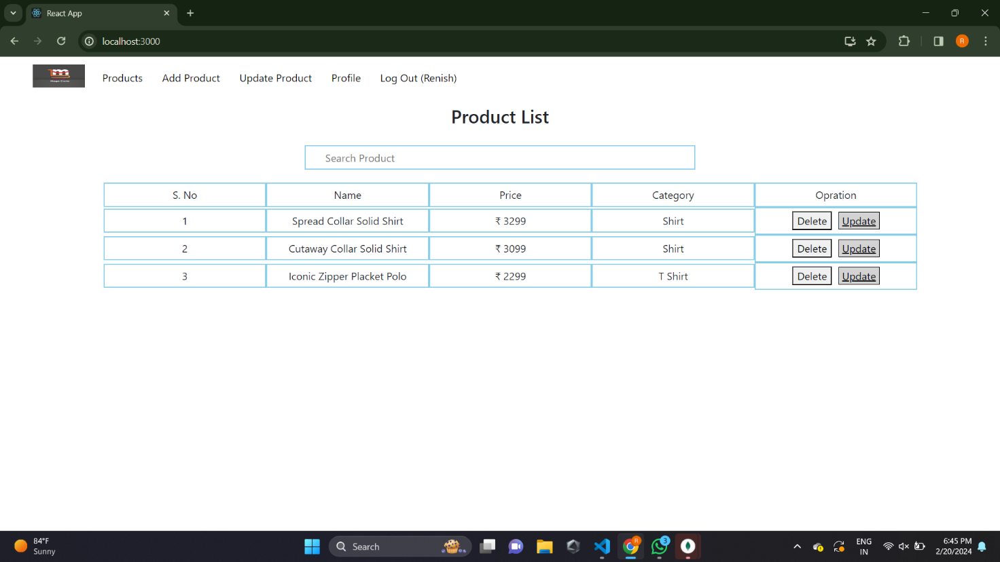 React App
localhost:3000
R
m
Products Add Product Update Product Profile Log Out (Renish)
Product List
Search Product
S. No Name Price Category Opration
1 Spread Collar Solid Shirt ₹ 3299 Shirt Delete Update
2 Cutaway Collar Solid Shirt ₹ 3099 Shirt Delete Update
3 Iconic Zipper Placket Polo ₹ 2299 T Shirt Delete Update
84°F
Sunny
Search
R
3
ENG
IN
6:45 PM
2/20/2024